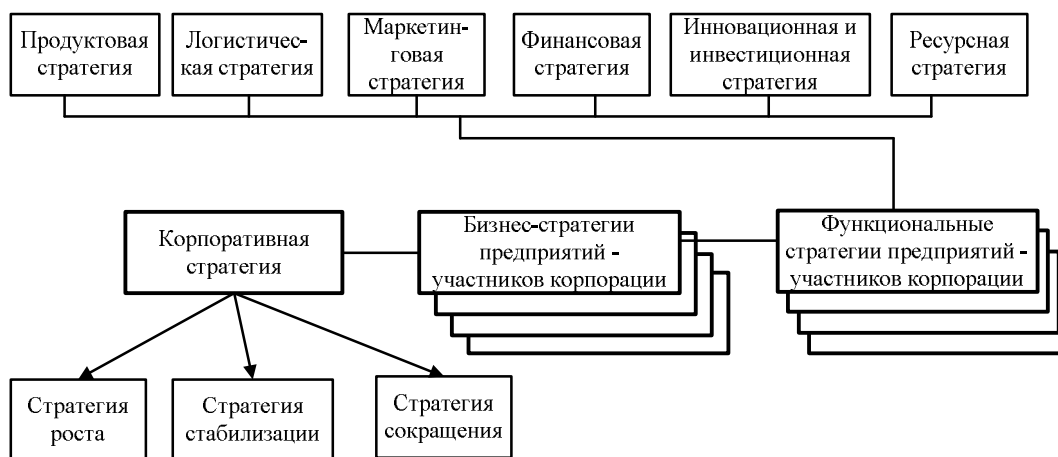 Продуктовая
стратегия
Логистичес-
кая стратегия
Маркетин-
говая
стратегия
Финансовая
стратегия
Инновационная и
инвестиционная
стратегия
Ресурсная
стратегия
Корпоративная
стратегия
Бизнес-стратегии
предприятий -
участников корпорации
Функциональные
стратегии предприятий -
участников корпорации
Стратегия
роста
Стратегия
стабилизации
Стратегия
сокращения